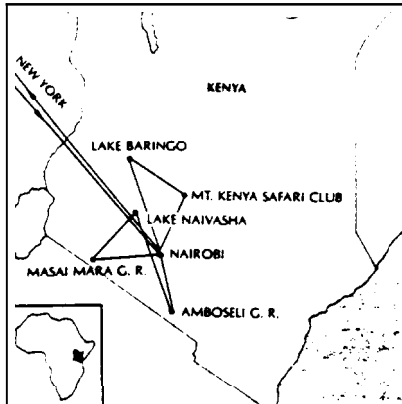 NEW YORK
KENYA
LAKE BARINGO
MT. KENYA SAFARI CLUB
LAKE NAIVASHA
NAIROBI
MASAI MARA G. R.
AMBOSELI G. R.